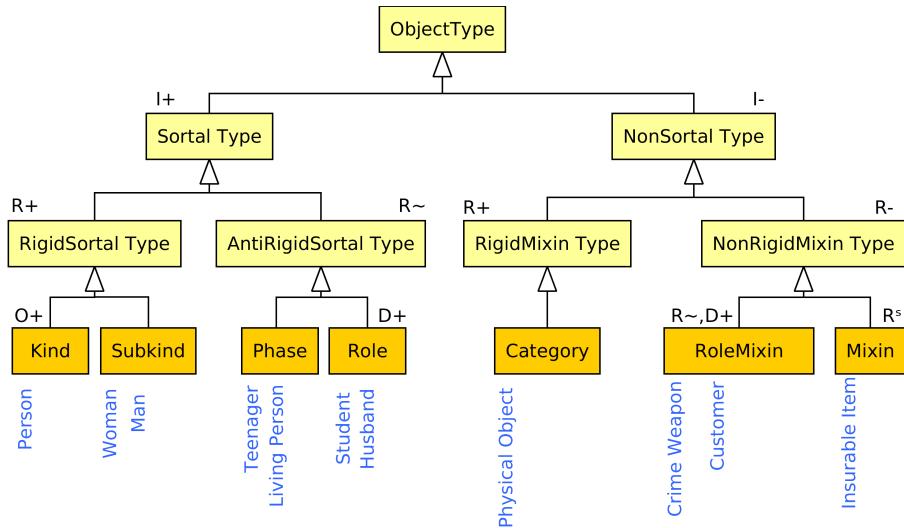 ObjectType
I+
I-
Sortal Type
NonSortal Type
R+
R~
R+
R-
RigidSortal Type
AntiRigidSortal Type
RigidMixin Type
NonRigidMixin Type
O+
D+
R~,D+
Rˢ
Kind
Subkind
Phase
Role
Category
RoleMixin
Mixin
Person
Woman
Man
Teenager
Living Person
Student
Husband
Physical Object
Crime Weapon
Customer
Insurable Item